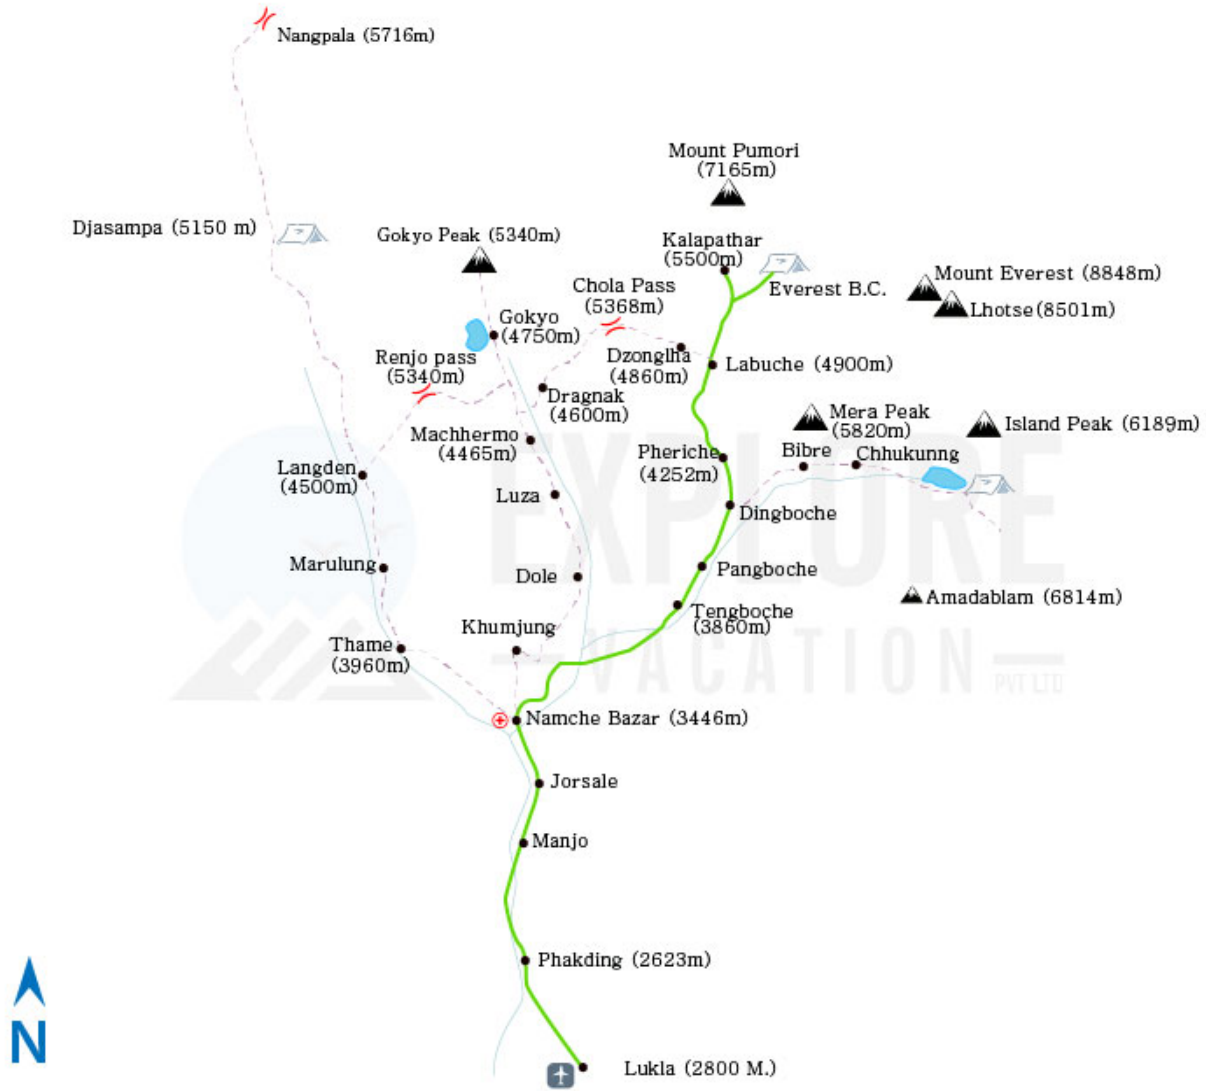 Nangpala (5716m)
Mount Pumori
(7165m)
Djasampa (5150 m)
Gokyo Peak (5340m)
Kalapathar
(5500m)
Everest B.C.
Mount Everest (8848m)
Lhotse(8501m)
Chola Pass
(5368m)
Gokyo
(4750m)
Renjo pass
(5340m)
Dzonglha
(4860m)
Labuche (4900m)
Dragnak
(4600m)
Mera Peak
(5820m)
Island Peak (6189m)
Machhermo
(4465m)
Pheriche
(4252m)
Bibre
Chhukunng
Langden
(4500m)
Luza
Dingboche
EXPLORE
Marulung
Dole
Pangboche
Amadablam (6814m)
Tengboche
(3860m)
Khumjung
Thame
(3960m)
VACATION
PVT LTD
Namche Bazar (3446m)
Jorsale
Manjo
Phakding (2623m)
N
Lukla (2800 M.)